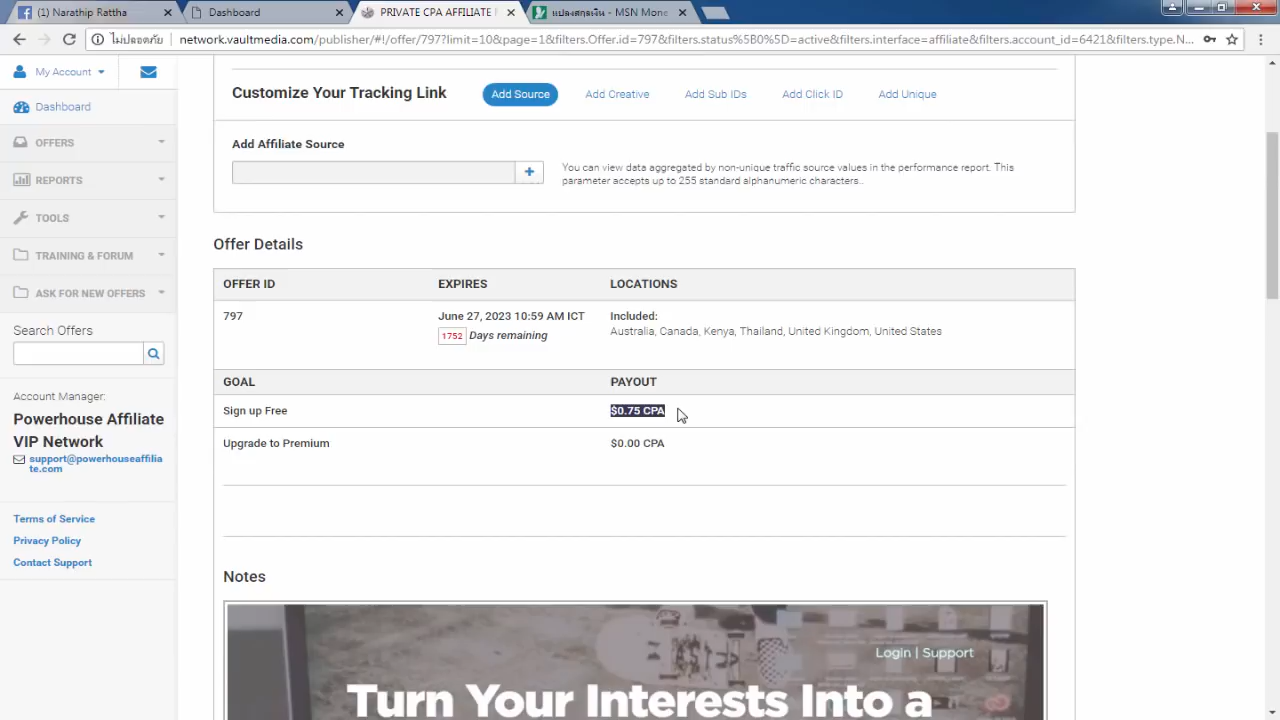 (1) Narathip Rattha
Dashboard
PRIVATE CPA AFFILIATE
แปลงสกุลเงิน - MSN Mone
ไม่ปลอดภัย
network.vaultmedia.com/publisher/#!/offer/797?limit=10&page=1&filters.Offer.id=797&filters.status%5B0%5D=active&filters.interface=affiliate&filters.account_id=6421&filters.type.N...
My Account
Dashboard
OFFERS
REPORTS
TOOLS
TRAINING & FORUM
ASK FOR NEW OFFERS
Search Offers
Account Manager:
Powerhouse Affiliate
VIP Network
support@powerhouseaffilia
te.com
Terms of Service
Privacy Policy
Contact Support
Customize Your Tracking Link
Add Source
Add Creative
Add Sub IDs
Add Click ID
Add Unique
Add Affiliate Source
+
You can view data aggregated by non-unique traffic source values in the performance report. This
parameter accepts up to 255 standard alphanumeric characters..
Offer Details
OFFER ID EXPIRES LOCATIONS
797 June 27, 2023 10:59 AM ICT Included:
1752 Days remaining Australia, Canada, Kenya, Thailand, United Kingdom, United States
GOAL PAYOUT
Sign up Free $0.75 CPA
Upgrade to Premium $0.00 CPA
Notes
Login | Support
Turn Your Interests Into a